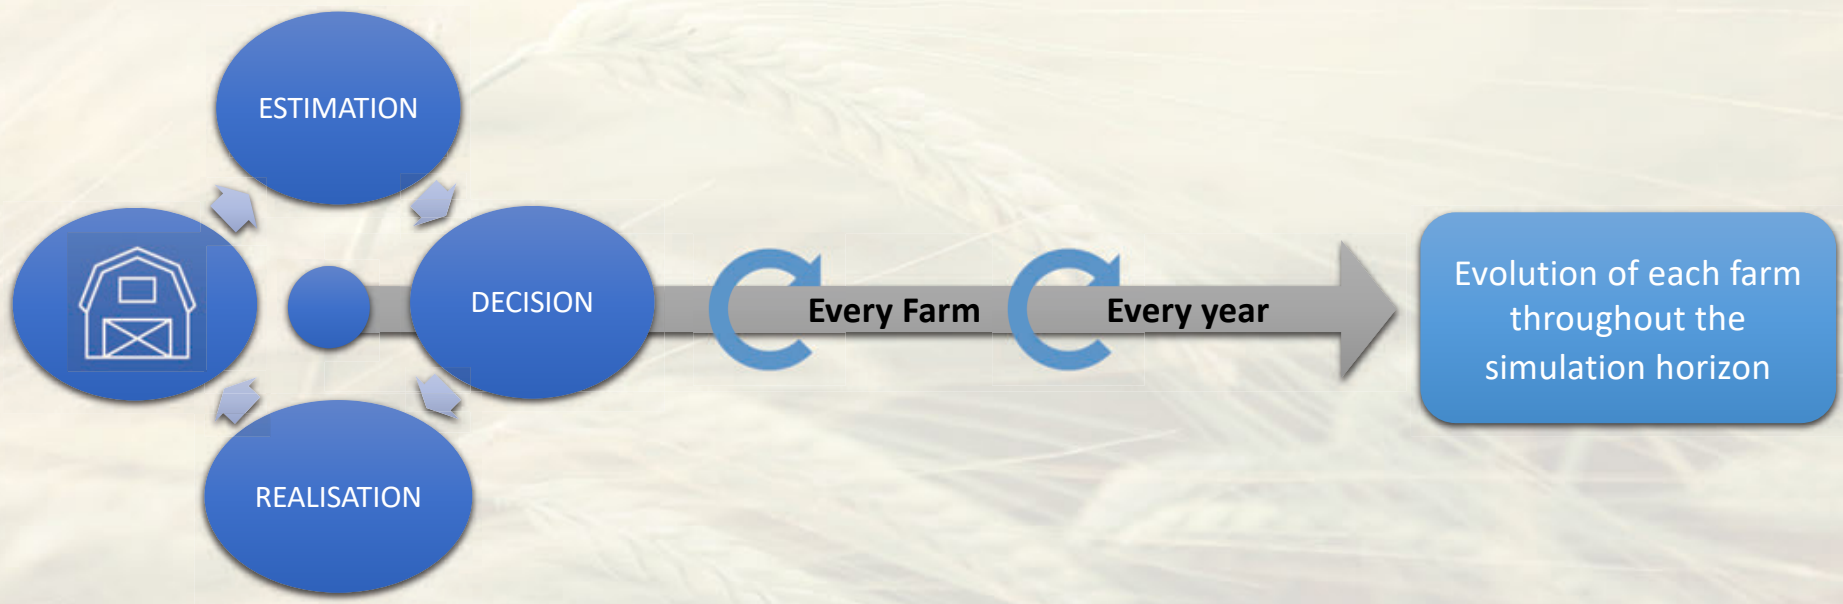 ESTIMATION
DECISION
REALISATION
Every Farm
Every year
Evolution of each farm
throughout the
simulation horizon